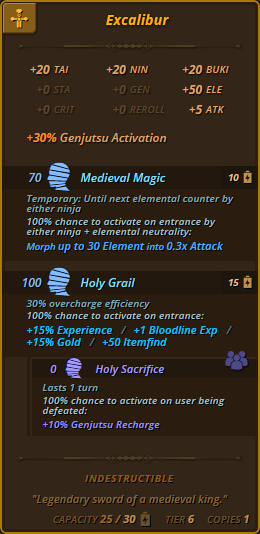 Excalibur
+20 TAI +20 NIN +20 BUKI
+0 STA +0 GEN +50 ELE
+0 CRIT +0 REROLL +5 ATK
+30% Genjutsu Activation
70 Medieval Magic 10
Temporary: Until next elemental counter by
either ninja
100% chance to activate on entrance by
either ninja + elemental neutrality:
Morph up to 30 Element into 0.3x Attack
100 Holy Grail 15
30% overcharge efficiency
100% chance to activate on entrance:
+15% Experience / +1 Bloodline Exp /
+15% Gold / +50 Itemfind
0 Holy Sacrifice
Lasts 1 turn
100% chance to activate on user being
defeated:
+10% Genjutsu Recharge
INDESTRUCTIBLE
"Legendary sword of a medieval king."
CAPACITY 25 / 30 TIER 6 COPIES 1